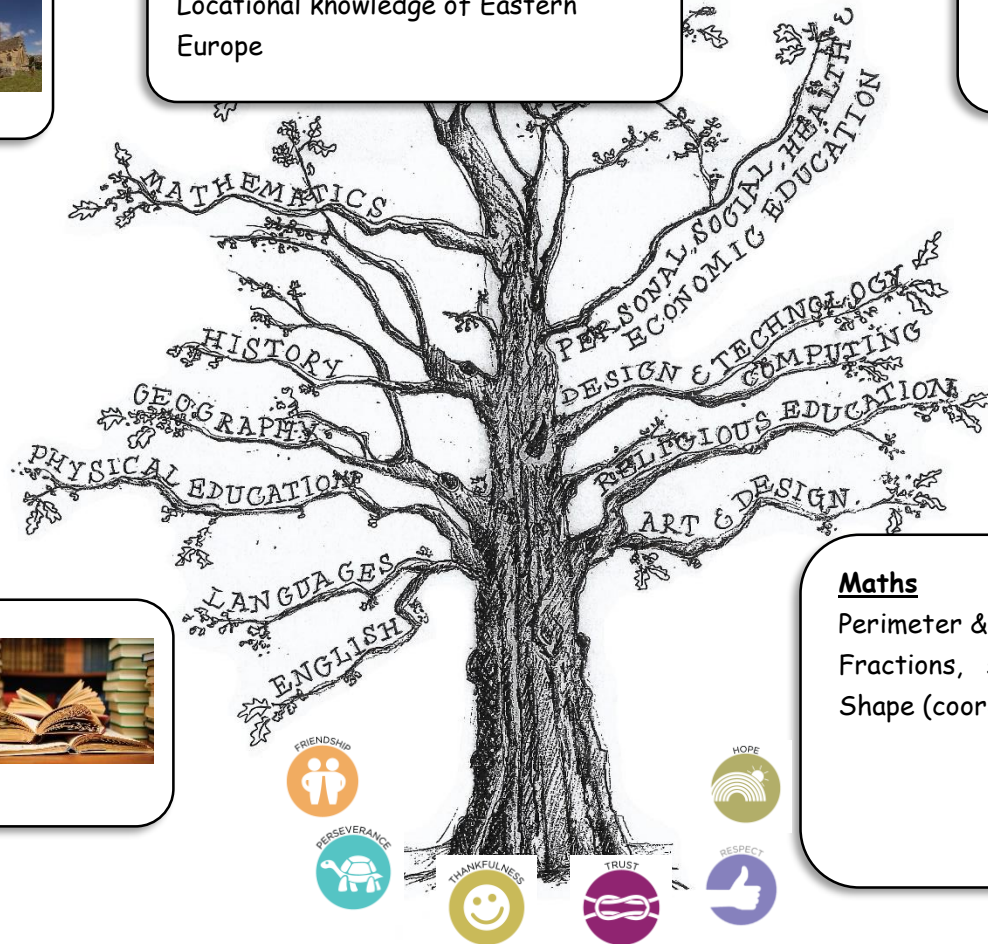 Locational knowledge of Eastern
Europe
MATHEMATICS
PERSONAL, SOCIAL, HEALTH &
ECONOMIC EDUCATION
HISTORY
DESIGN & TECHNOLOGY
COMPUTING
GEOGRAPHY
RELIGIOUS EDUCATION
PHYSICAL EDUCATION
ART & DESIGN.
LANGUAGES
ENGLISH
Maths
Perimeter &
Fractions,
Shape (coor
FRIENDSHIP
HOPE
PERSEVERANCE
RESPECT
THANKFULNESS
TRUST